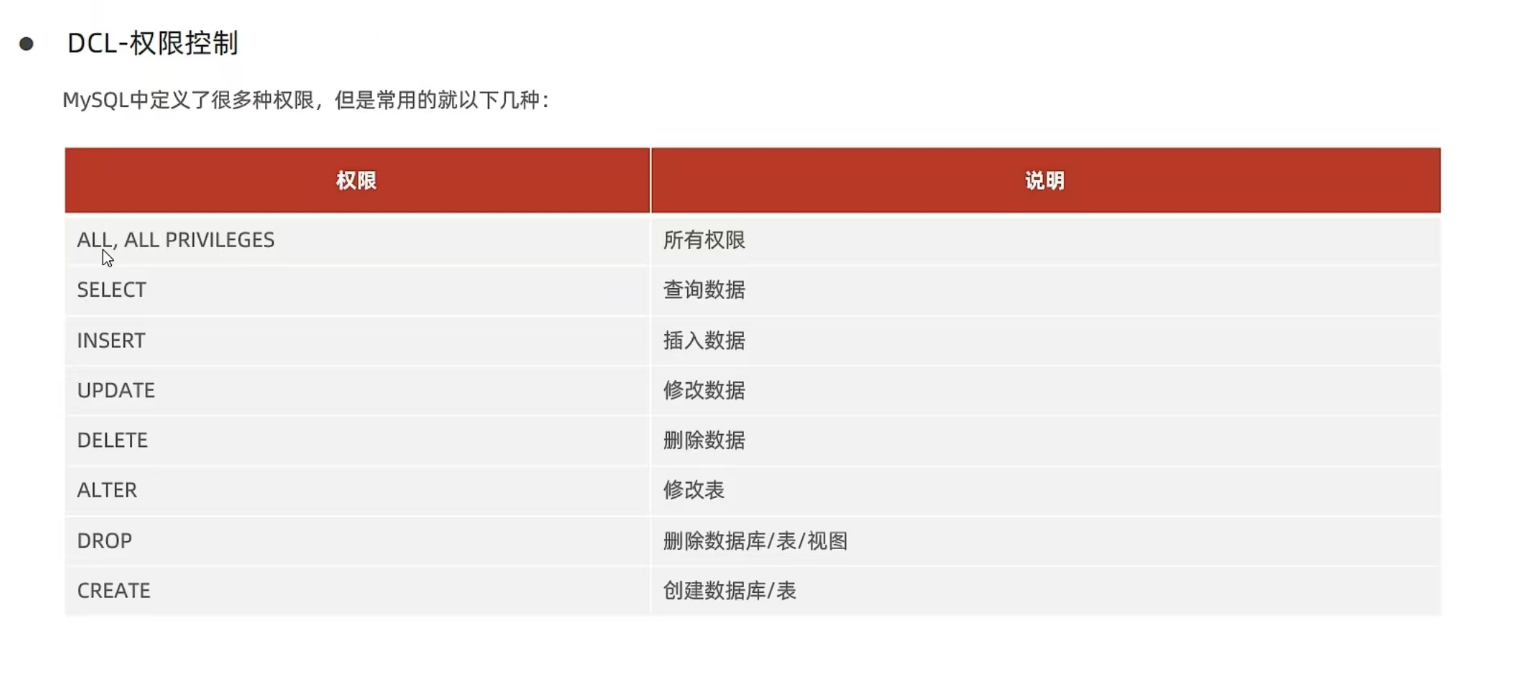 DCL-权限控制
MySQL中定义了很多种权限，但是常用的就以下几种：
权限 说明
ALL, ALL PRIVILEGES 所有权限
SELECT 查询数据
INSERT 插入数据
UPDATE 修改数据
DELETE 删除数据
ALTER 修改表
DROP 删除数据库/表/视图
CREATE 创建数据库/表